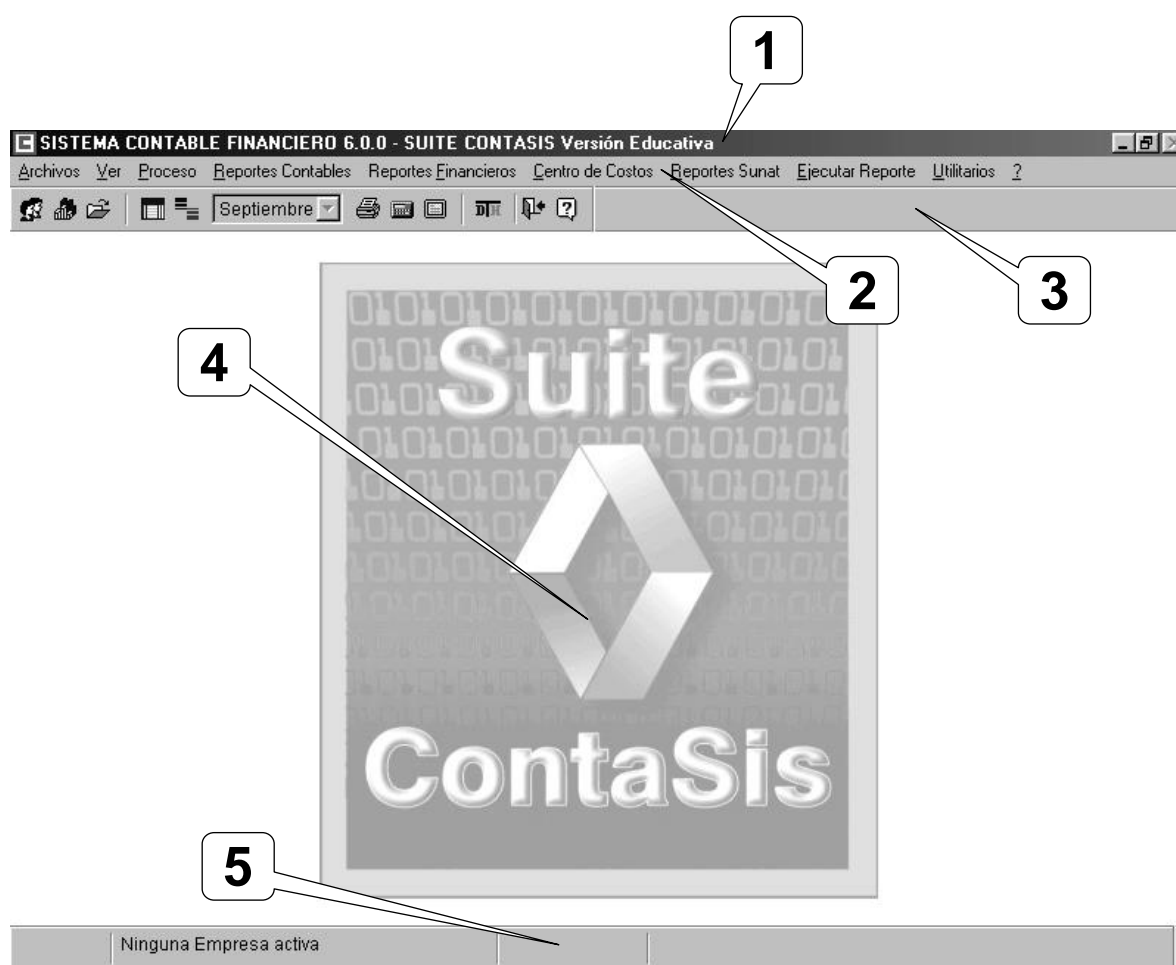 1
SISTEMA CONTABLE FINANCIERO 6.0.0 - SUITE CONTASIS Versión Educativa
Archivos Ver Proceso Reportes Contables Reportes Financieros Centro de Costos Reportes Sunat Ejecutar Reporte Utilitarios ?
Septiembre
2
3
4
Suite
ContaSis
5
Ninguna Empresa activa